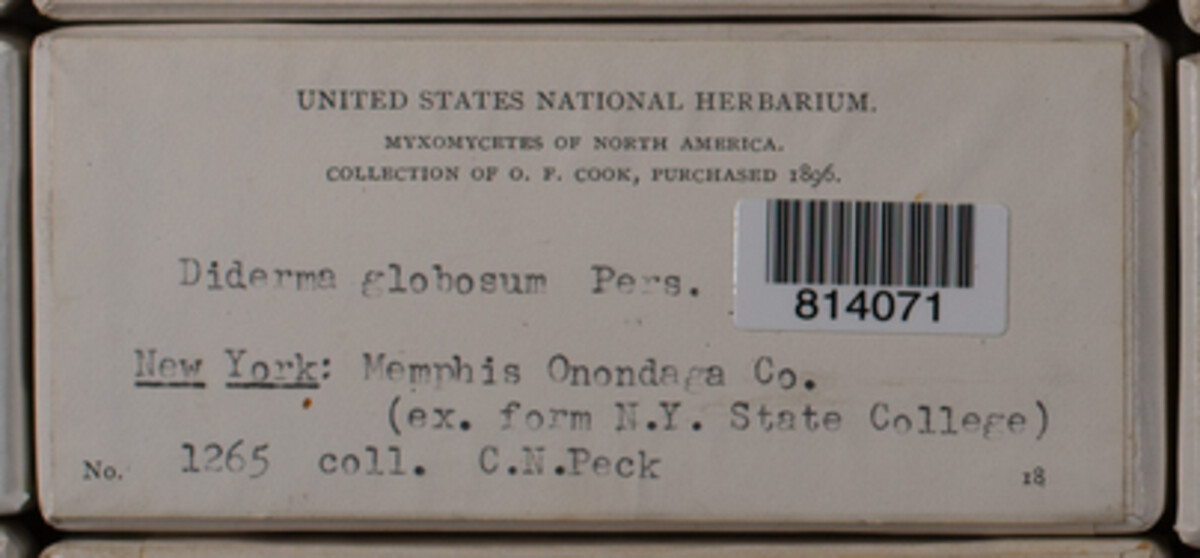 UNITED STATES NATIONAL HERBARIUM.
MYXOMYCETES OF NORTH AMERICA.
COLLECTION OF O. F. COOK, PURCHASED 1896.
Diderma globosum Pers.
814071
New York: Memphis Onondaga Co.
(ex. form N.Y. State College)
No. 1265 coll. C.N.Peck 18